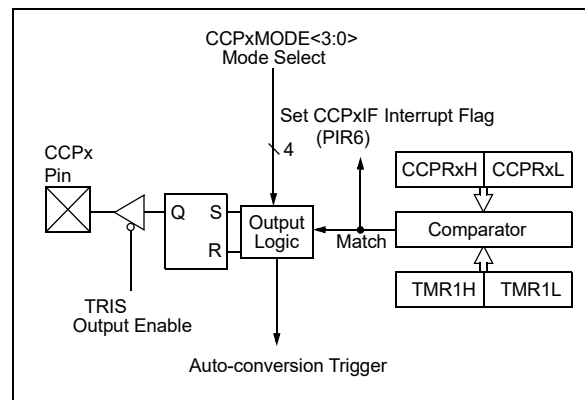 CCPxMODE<3:0>
Mode Select
Set CCPxIF Interrupt Flag
(PIR6)
4
CCPx
Pin
CCPRxH CCPRxL
Q S
R
Output
Logic
Match
Comparator
TMR1H TMR1L
TRIS
Output Enable
Auto-conversion Trigger